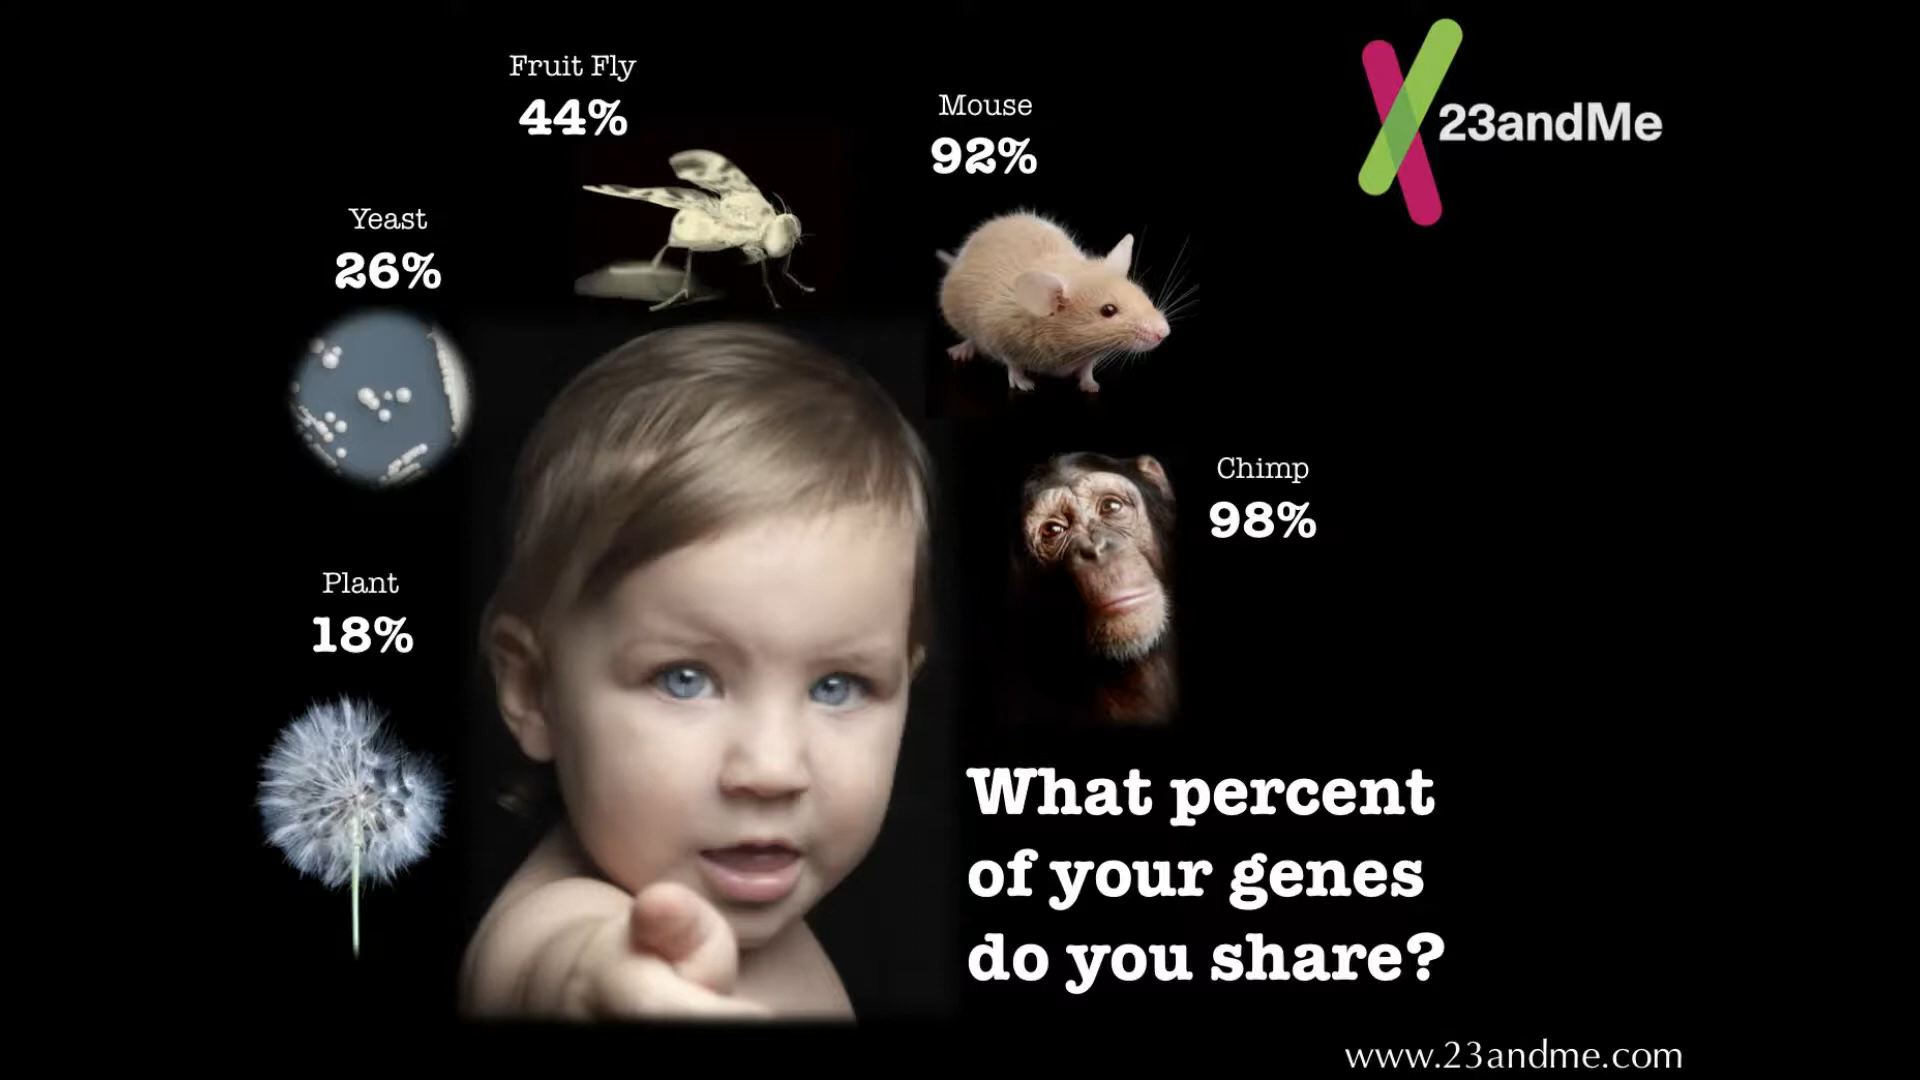 Fruit Fly
44%
Mouse
92%
23andMe
Yeast
26%
Chimp
98%
Plant
18%
What percent
of your genes
do you share?
www.23andme.com